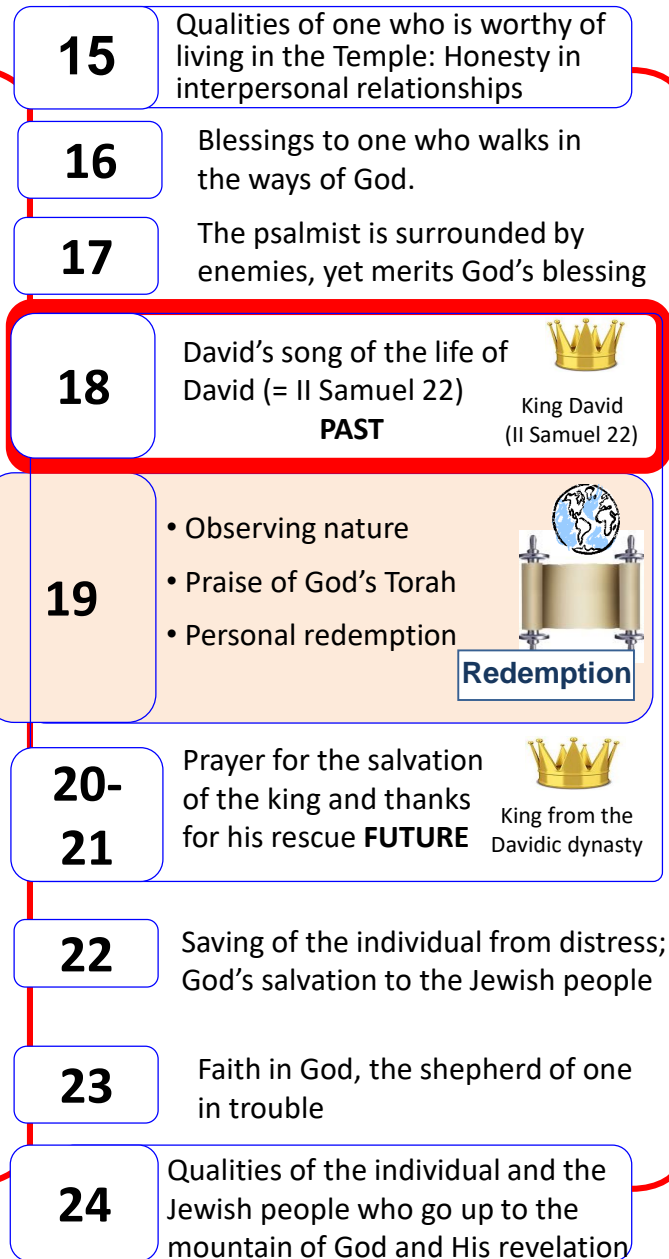 15
Qualities of one who is worthy of
living in the Temple: Honesty in
interpersonal relationships
16
Blessings to one who walks in
the ways of God.
17
The psalmist is surrounded by
enemies, yet merits God’s blessing
18
David’s song of the life of
David (= II Samuel 22)
PAST
King David
(II Samuel 22)
19
• Observing nature
• Praise of God’s Torah
• Personal redemption
Redemption
20-
21
Prayer for the salvation
of the king and thanks
for his rescue FUTURE
King from the
Davidic dynasty
22
Saving of the individual from distress;
God’s salvation to the Jewish people
23
Faith in God, the shepherd of one
in trouble
24
Qualities of the individual and the
Jewish people who go up to the
mountain of God and His revelation